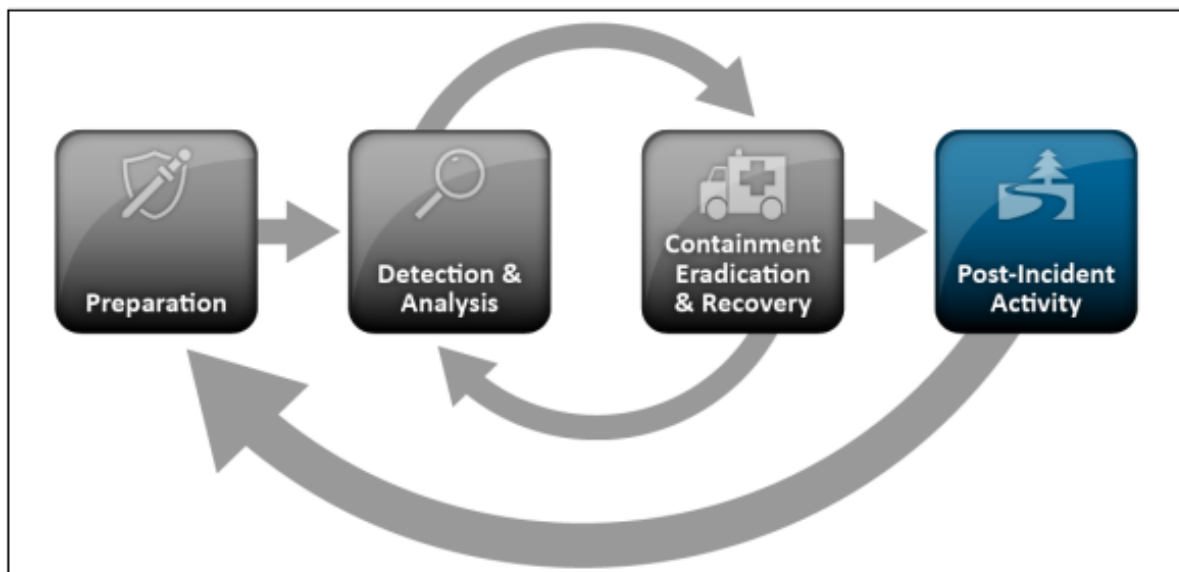 Preparation
Detection &
Analysis
Containment
Eradication
& Recovery
Post-Incident
Activity